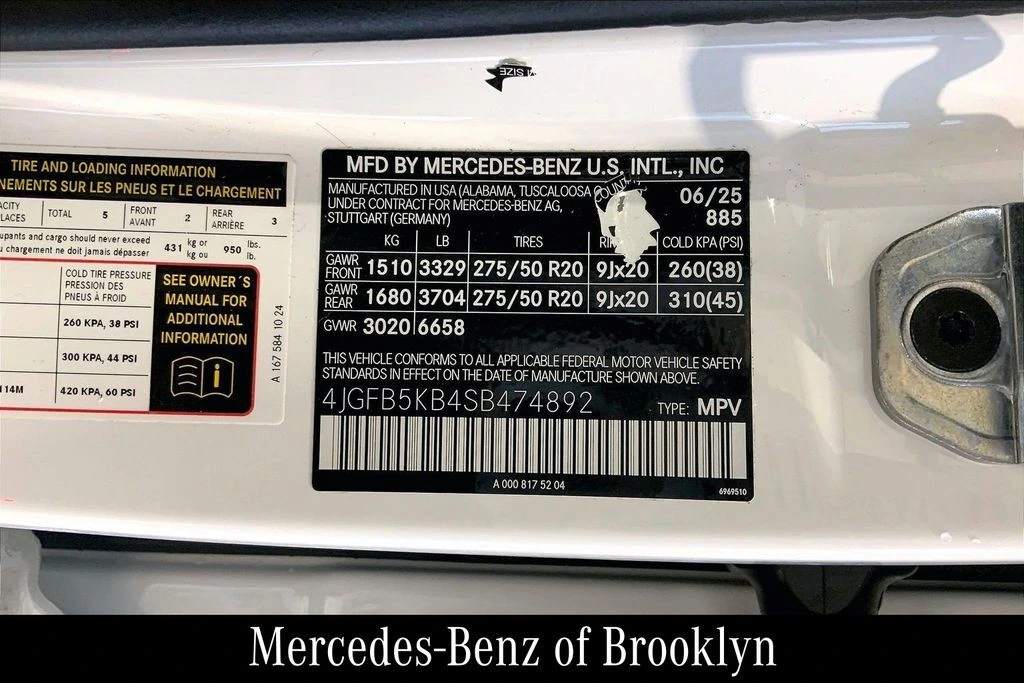 M SIZE
TIRE AND LOADING INFORMATION
NEMENTS SUR LES PNEUS ET LE CHARGEMENT
ACITY TOTAL 5 FRONT 2 REAR 3
LACES AVANT ARRIÈRE
upants and cargo should never exceed 431 kg or 950 lbs.
u chargement ne doit jamais dépasser kg ou lb.
COLD TIRE PRESSURE
PRESSION DES
PNEUS À FROID
260 KPA, 38 PSI
300 KPA, 44 PSI
114M 420 KPA, 60 PSI
SEE OWNER´S
MANUAL FOR
ADDITIONAL
INFORMATION
A 167 584 10 24
MFD BY MERCEDES-BENZ U.S. INTL., INC
MANUFACTURED IN USA (ALABAMA, TUSCALOOSA COUNT 06/25
UNDER CONTRACT FOR MERCEDES-BENZ AG, 885
STUTTGART (GERMANY)
KG LB TIRES RI COLD KPA (PSI)
GAWR FRONT 1510 3329 275/50 R20 9Jx20 260(38)
GAWR REAR 1680 3704 275/50 R20 9Jx20 310(45)
GVWR 3020 6658
THIS VEHICLE CONFORMS TO ALL APPLICABLE FEDERAL MOTOR VEHICLE SAFETY
STANDARDS IN EFFECT ON THE DATE OF MANUFACTURE SHOWN ABOVE.
4JGFB5KB4SB474892 TYPE: MPV
A 000 817 52 04
6969510
Mercedes-Benz of Brooklyn